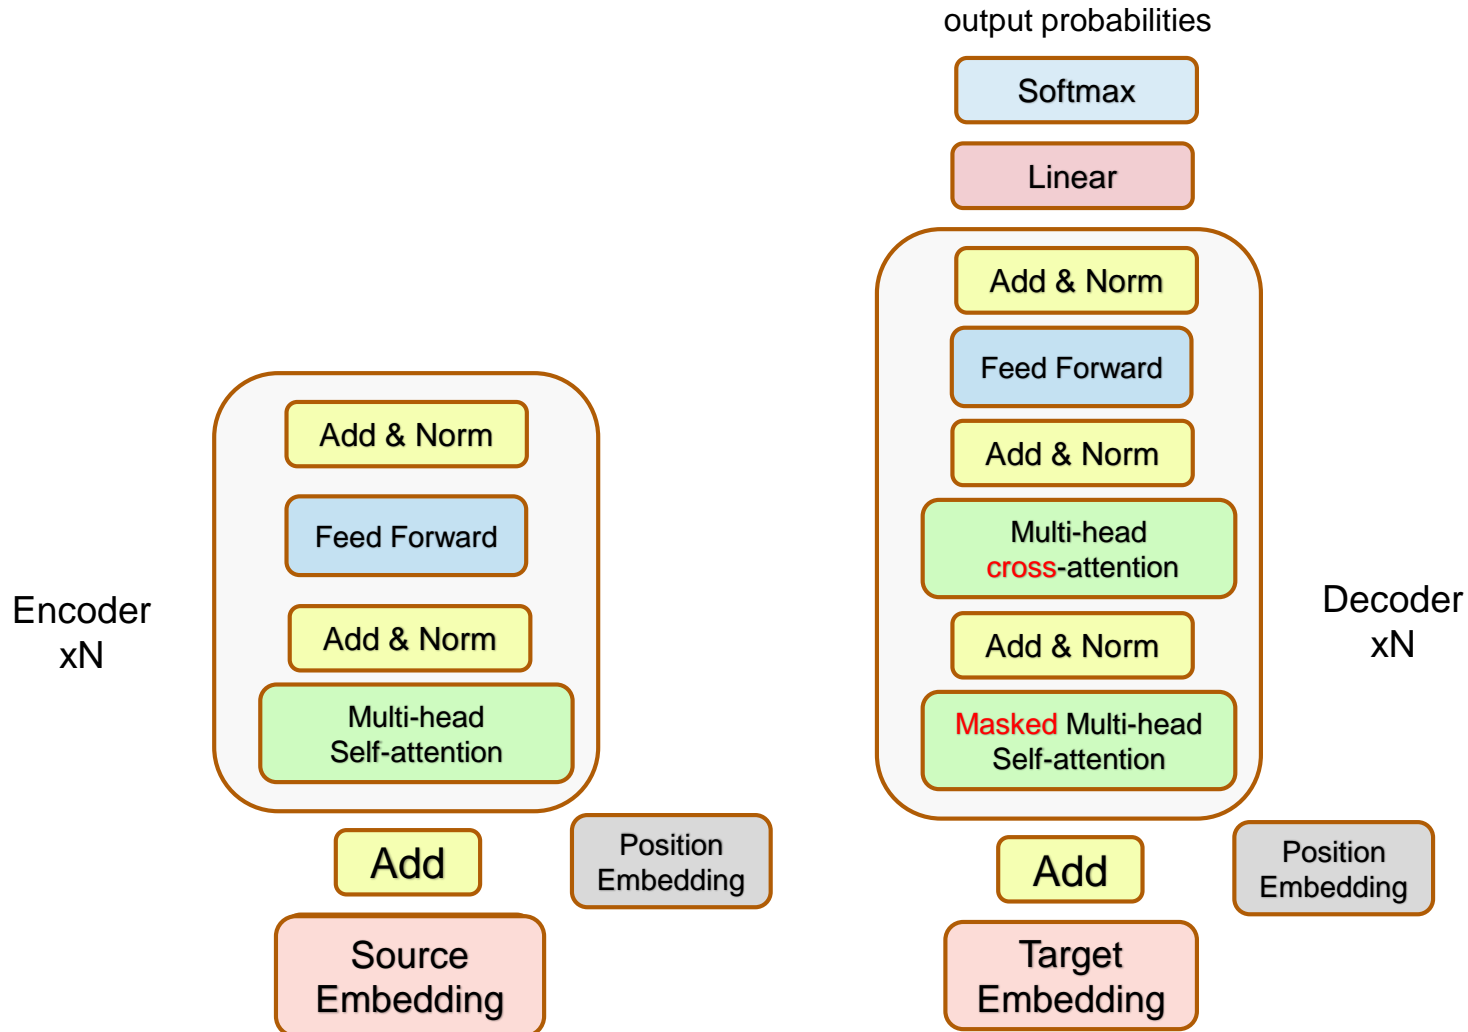 output probabilities
Softmax
Linear
Add & Norm
Feed Forward
Add & Norm
Multi-head
cross-attention
Add & Norm
Masked Multi-head
Self-attention
Decoder
xN
Add
Position
Embedding
Target
Embedding
Add & Norm
Feed Forward
Add & Norm
Multi-head
Self-attention
Encoder
xN
Add
Position
Embedding
Source
Embedding